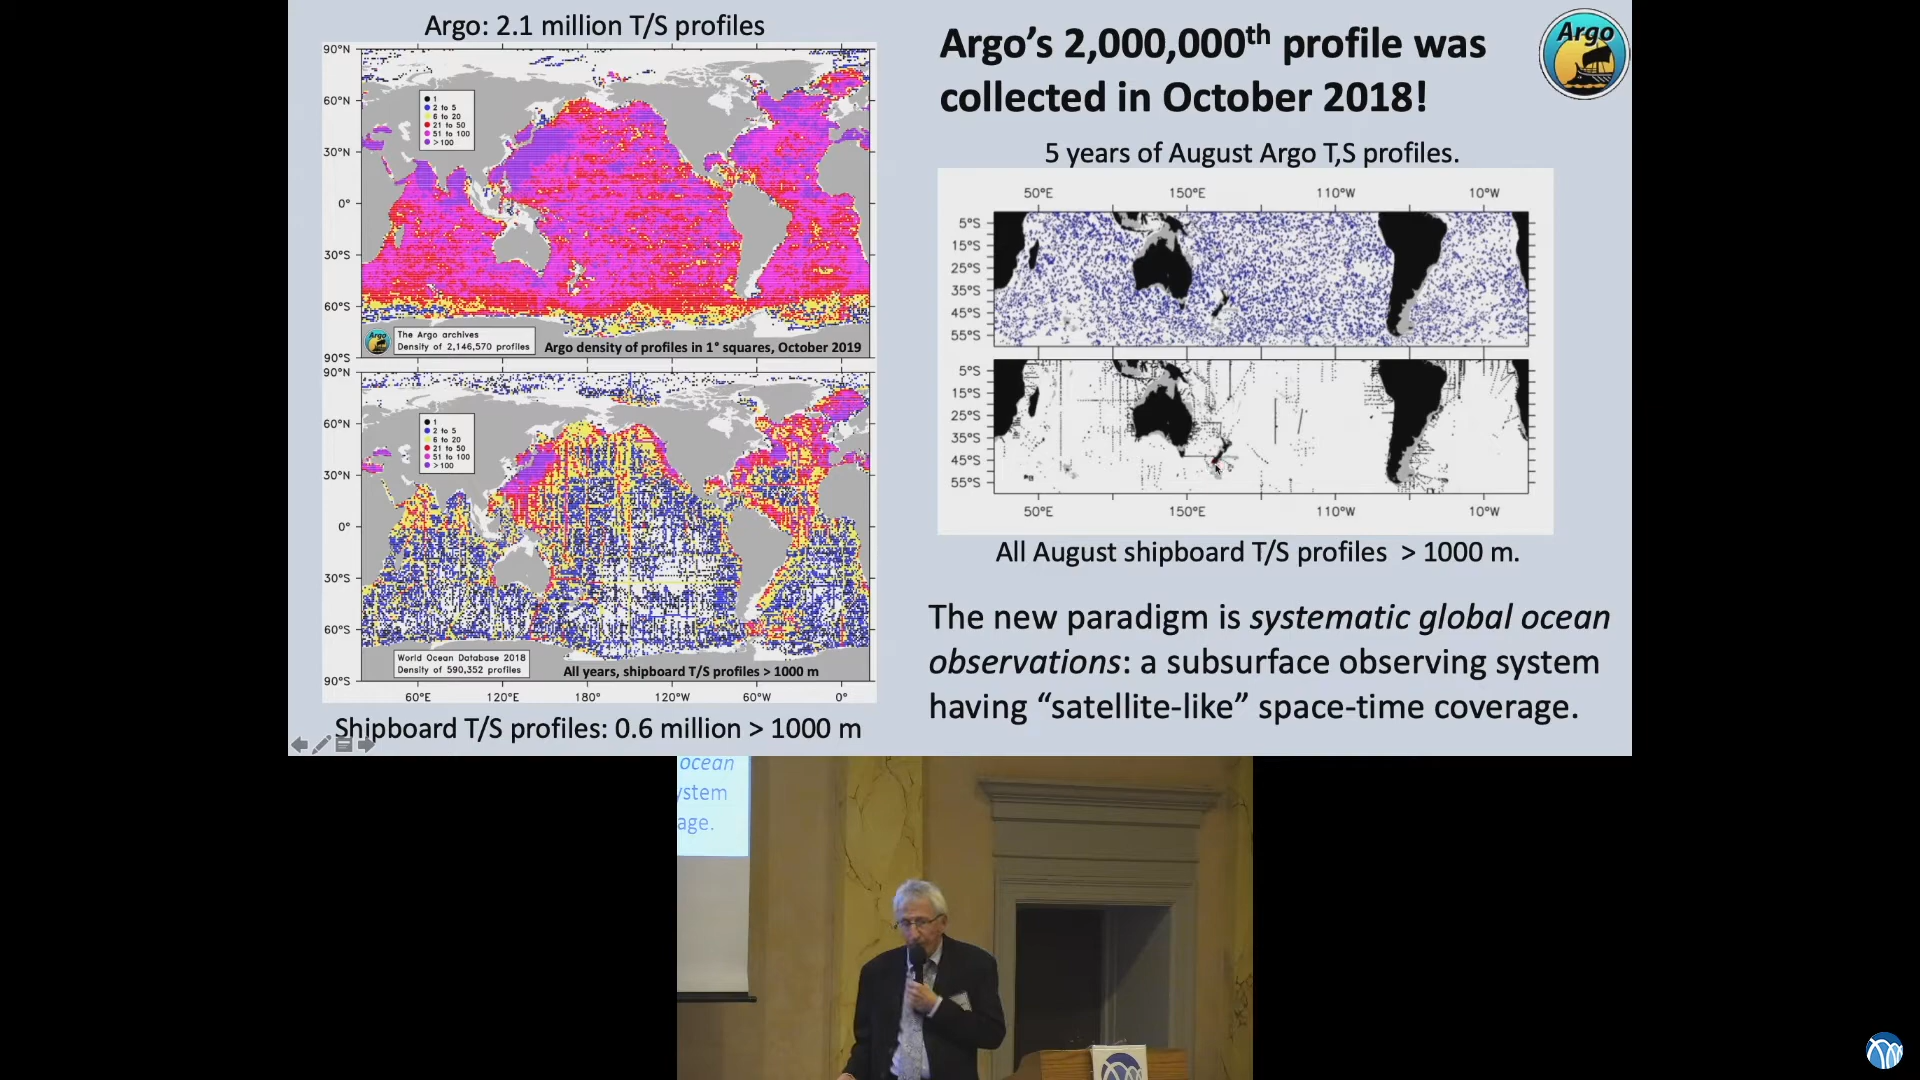 Argo: 2.1 million T/S profiles
90°N
60°N
30°N
0°
30°S
60°S
90°S
1
2 to 5
6 to 20
21 to 50
51 to 100
> 100
Argo
The Argo archives
Density of 2,146,570 profiles
Argo density of profiles in 1° squares, October 2019
90°N
60°N
30°N
0°
30°S
60°S
90°S
1
2 to 5
6 to 20
21 to 50
51 to 100
> 100
World Ocean Database 2018
Density of 590,352 profiles
All years, shipboard T/S profiles > 1000 m
60°E 120°E 180° 120°W 60°W 0°
Shipboard T/S profiles: 0.6 million > 1000 m
Argo's 2,000,000th profile was
collected in October 2018!
Argo
5 years of August Argo T,S profiles.
50°E 150°E 110°W 10°W
5°S
15°S
25°S
35°S
45°S
55°S
5°S
15°S
25°S
35°S
45°S
55°S
50°E 150°E 110°W 10°W
All August shipboard T/S profiles > 1000 m.
The new paradigm is systematic global ocean
observations: a subsurface observing system
having “satellite-like” space-time coverage.
ocean
ystem
age.